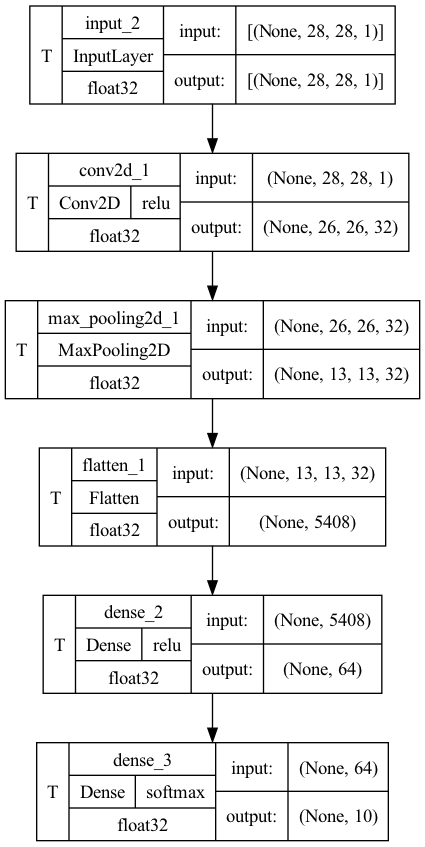 T
input_2
InputLayer
float32
input:
[(None, 28, 28, 1)]
output:
[(None, 28, 28, 1)]
T
conv2d_1
Conv2D
relu
float32
input:
(None, 28, 28, 1)
output:
(None, 26, 26, 32)
T
max_pooling2d_1
MaxPooling2D
float32
input:
(None, 26, 26, 32)
output:
(None, 13, 13, 32)
T
flatten_1
Flatten
float32
input:
(None, 13, 13, 32)
output:
(None, 5408)
T
dense_2
Dense
relu
float32
input:
(None, 5408)
output:
(None, 64)
T
dense_3
Dense
softmax
float32
input:
(None, 64)
output:
(None, 10)